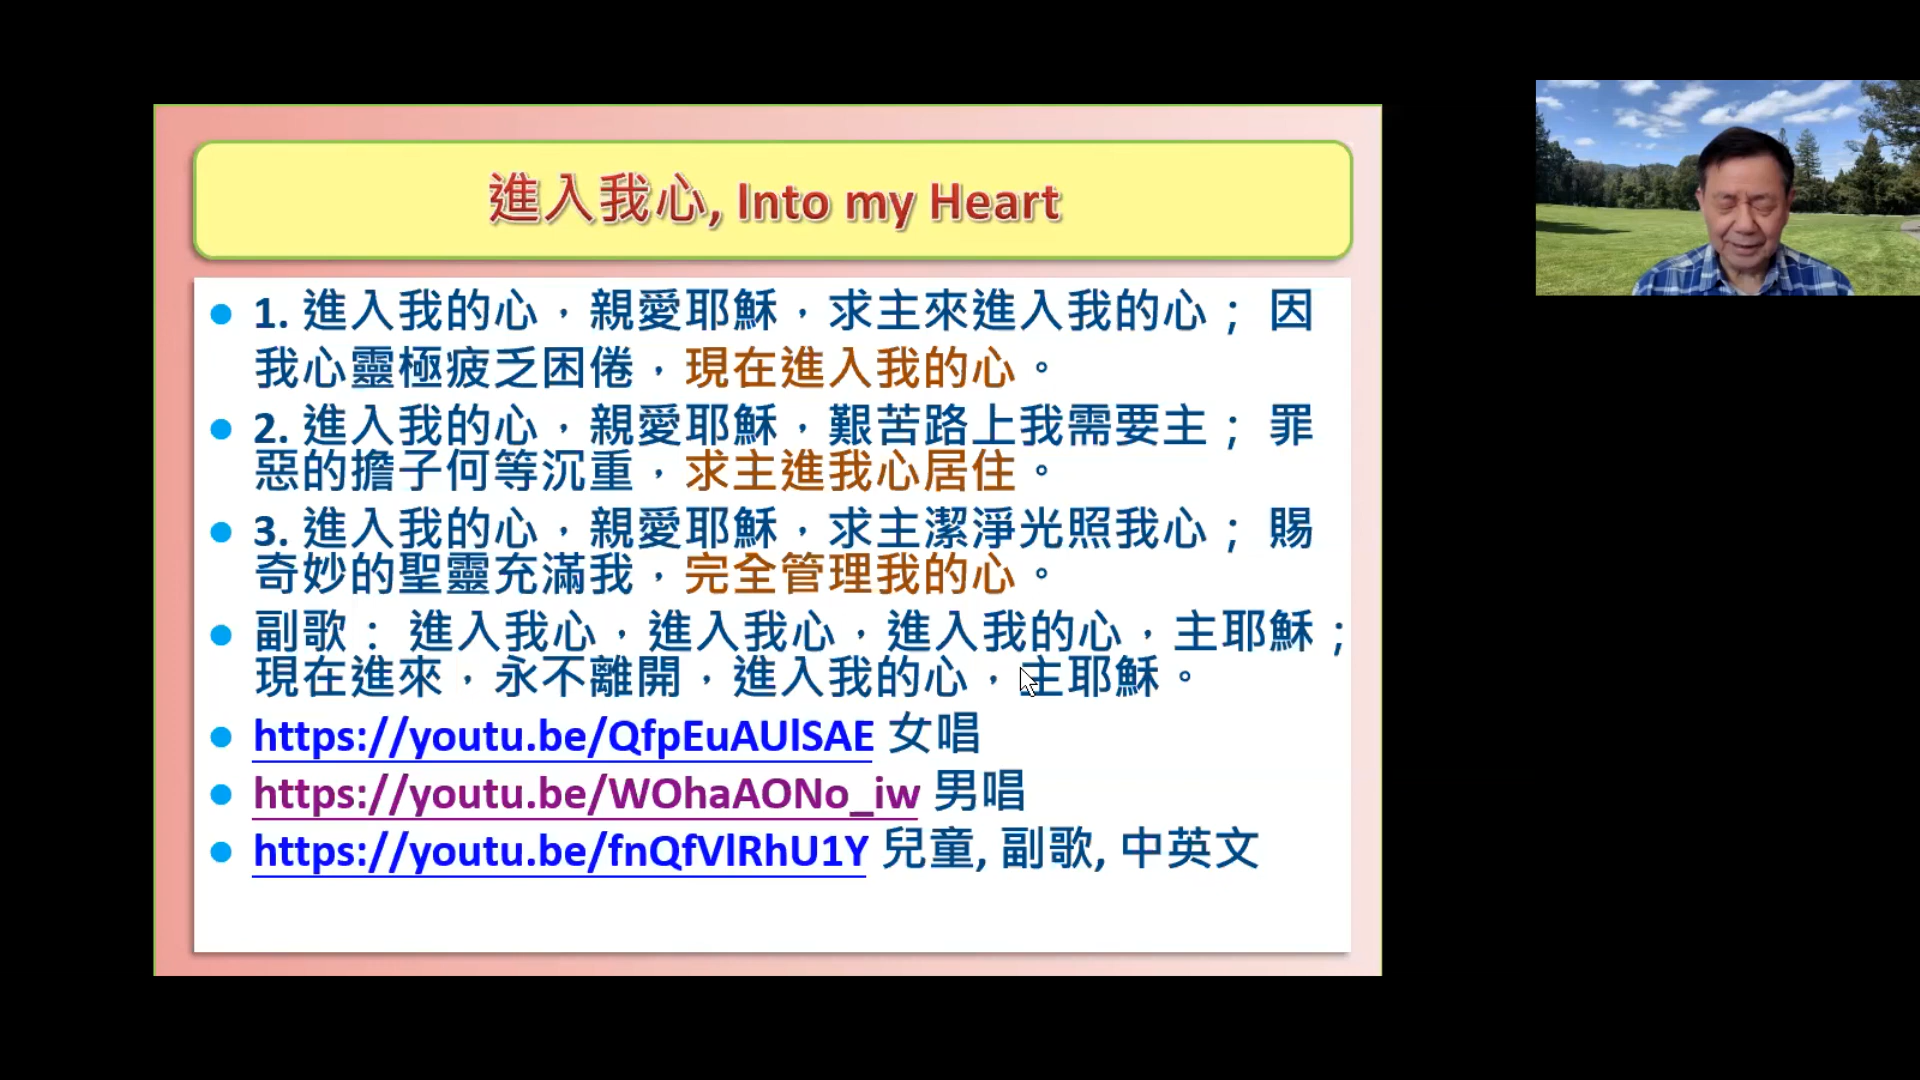 進入我心, Into my Heart
1. 進入我的心，親愛耶穌，求主來進入我的心； 因
我心靈極疲乏困倦，現在進入我的心。
2. 進入我的心，親愛耶穌，艱苦路上我需要主； 罪
惡的擔子何等沉重，求主進我心居住。
3. 進入我的心，親愛耶穌，求主潔淨光照我心； 賜
奇妙的聖靈充滿我，完全管理我的心。
副歌： 進入我心，進入我心，進入我的心，主耶穌；
現在進來，永不離開，進入我的心，主耶穌。
https://youtu.be/QfpEuAUlSAE 女唱
https://youtu.be/WOhaAONo_iw 男唱
https://youtu.be/fnQfVlRhU1Y 兒童, 副歌, 中英文